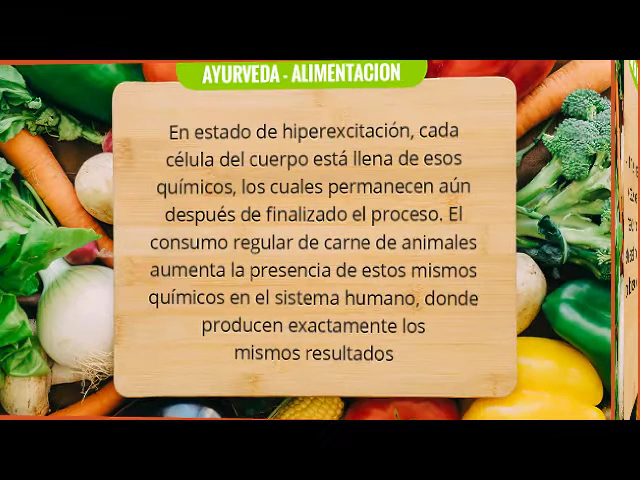 AYURVEDA - ALIMENTACION
En estado de hiperexcitación, cada
célula del cuerpo está llena de esos
químicos, los cuales permanecen aún
después de finalizado el proceso. El
consumo regular de carne de animales
aumenta la presencia de estos mismos
químicos en el sistema humano, donde
producen exactamente los
mismos resultados